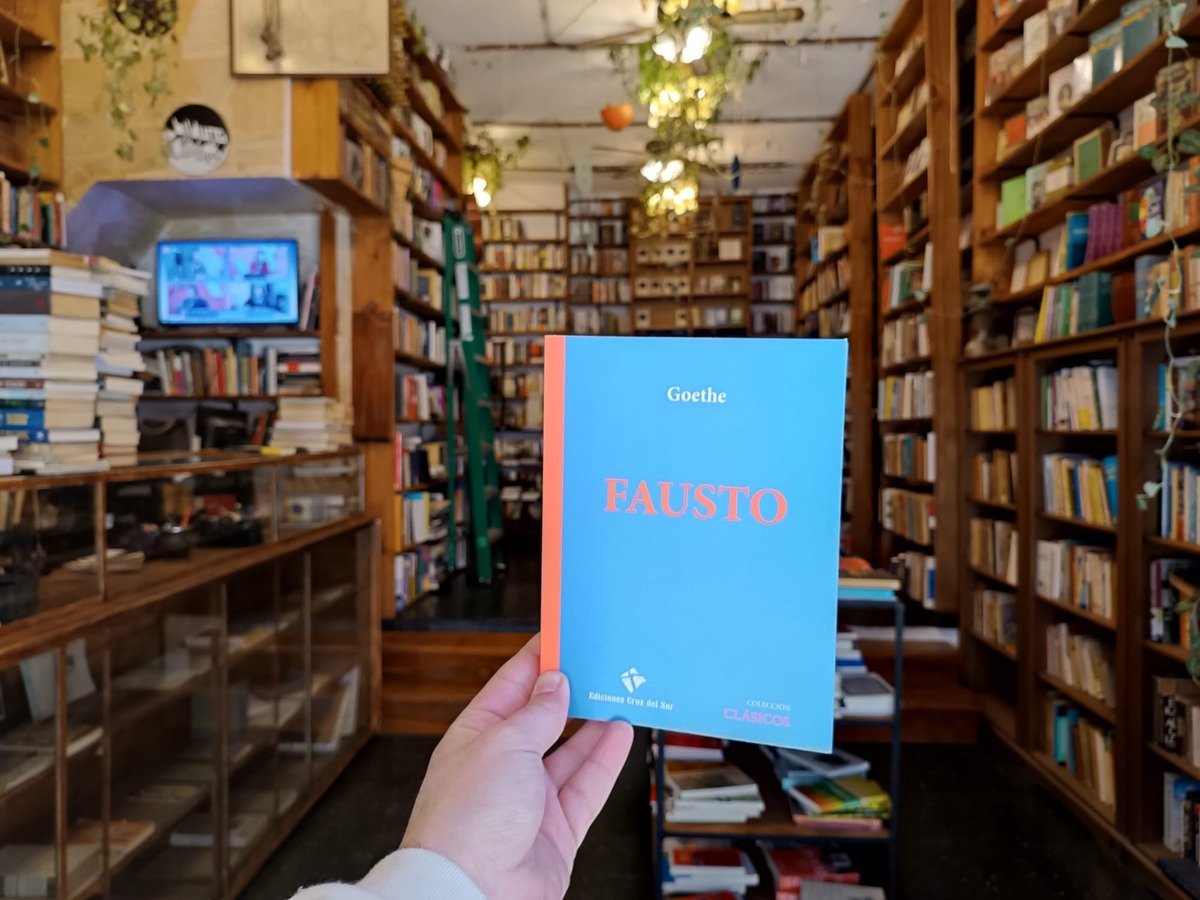 Goethe
FAUSTO
Ediciones Cruz del Sur
COLECCIÓN
CLÁSICOS